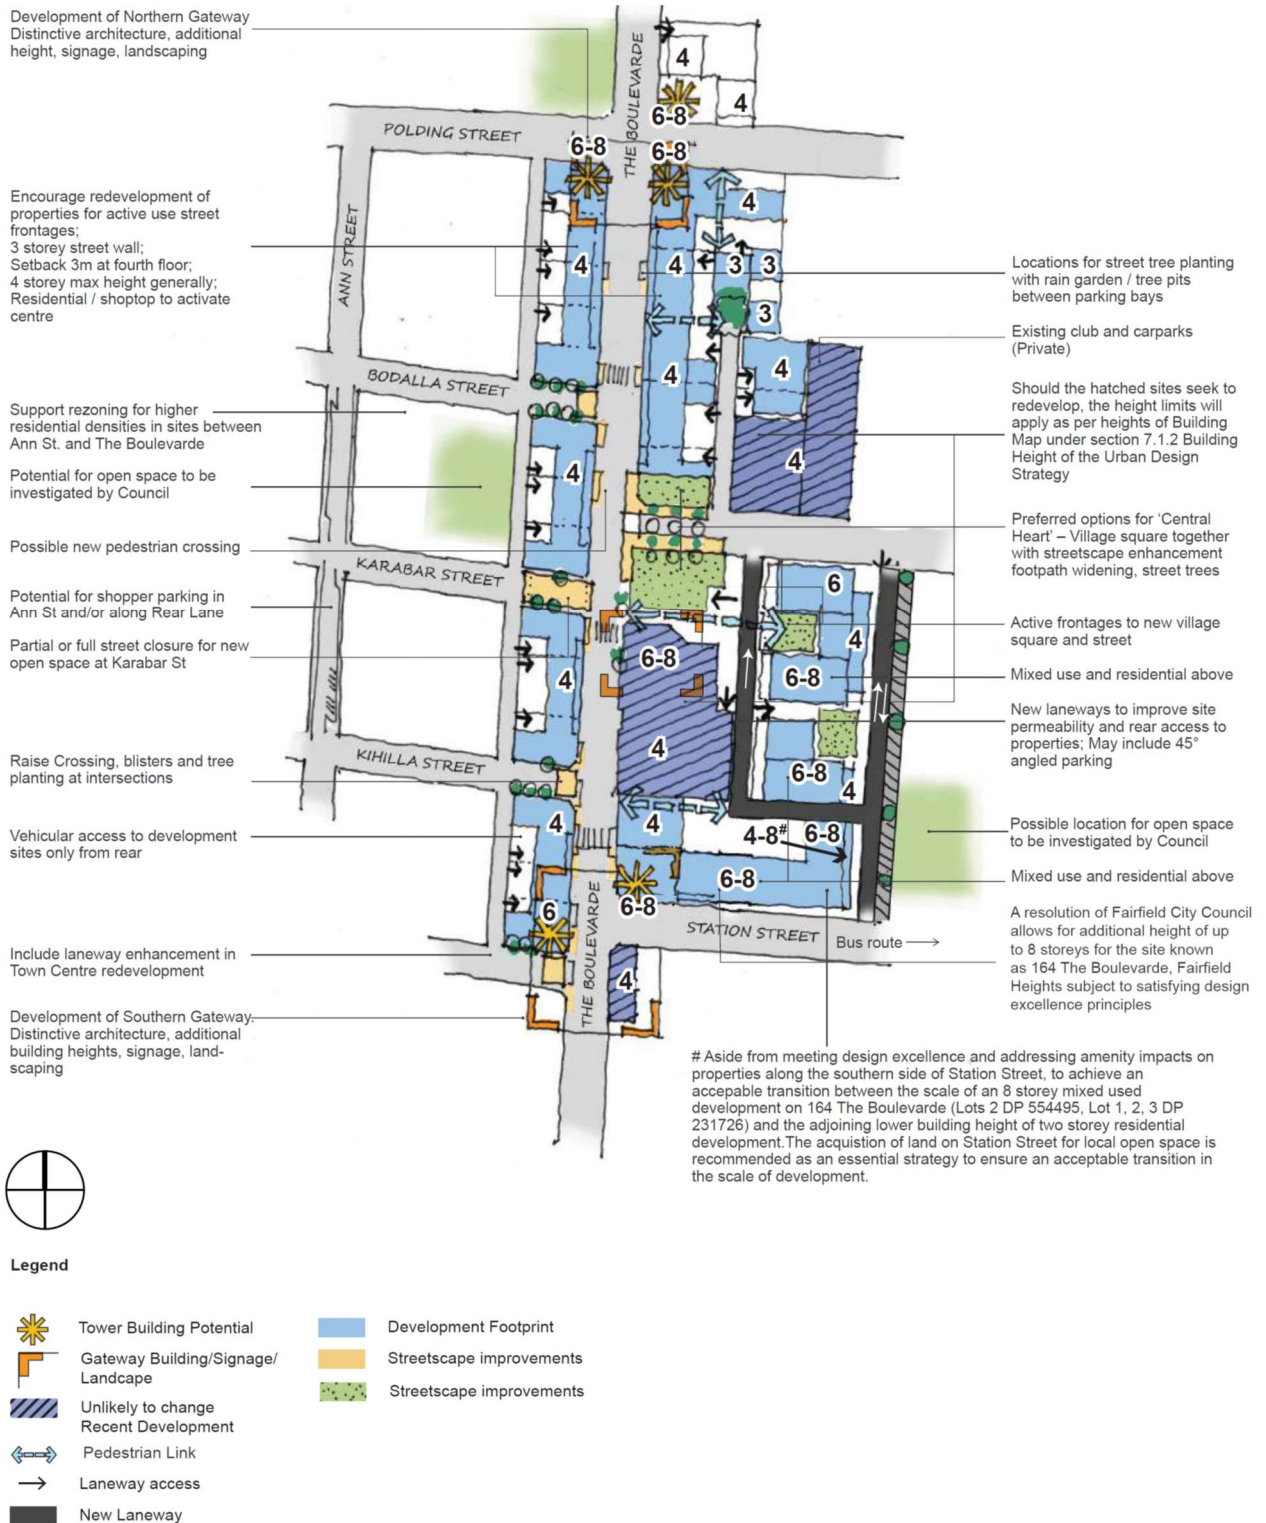 Development of Northern Gateway
Distinctive architecture, additional
height, signage, landscaping
Encourage redevelopment of
properties for active use street
frontages;
3 storey street wall;
Setback 3m at fourth floor;
4 storey max height generally;
Residential / shoptop to activate
centre
Support rezoning for higher
residential densities in sites between
Ann St. and The Boulevarde
Potential for open space to be
investigated by Council
Possible new pedestrian crossing
Potential for shopper parking in
Ann St and/or along Rear Lane
Partial or full street closure for new
open space at Karabar St
Raise Crossing, blisters and tree
planting at intersections
Vehicular access to development
sites only from rear
Include laneway enhancement in
Town Centre redevelopment
Development of Southern Gateway.
Distinctive architecture, additional
building heights, signage, land-
scaping
THE BOULEVARDE
4
4
6-8
POLDING STREET
6-8
6-8
4
ANN STREET
4
4
3
3
3
BODALLA STREET
4
4
4
4
KARABAR STREET
6
4
6-8
6-8
4
4
KIHILLA STREET
6-8
4
4
4
4-8#
6-8
6-8
6-8
6
THE BOULEVARDE
STATION STREET
Bus route
4
Locations for street tree planting
with rain garden / tree pits
between parking bays
Existing club and carparks
(Private)
Should the hatched sites seek to
redevelop, the height limits will
apply as per heights of Building
Map under section 7.1.2 Building
Height of the Urban Design
Strategy
Preferred options for ‘Central
Heart’ – Village square together
with streetscape enhancement
footpath widening, street trees
Active frontages to new village
square and street
Mixed use and residential above
New laneways to improve site
permeability and rear access to
properties; May include 45°
angled parking
Possible location for open space
to be investigated by Council
Mixed use and residential above
A resolution of Fairfield City Council
allows for additional height of up
to 8 storeys for the site known
as 164 The Boulevarde, Fairfield
Heights subject to satisfying design
excellence principles
# Aside from meeting design excellence and addressing amenity impacts on
properties along the southern side of Station Street, to achieve an
accepable transition between the scale of an 8 storey mixed used
development on 164 The Boulevarde (Lots 2 DP 554495, Lot 1, 2, 3 DP
231726) and the adjoining lower building height of two storey residential
development.The acquistion of land on Station Street for local open space is
recommended as an essential strategy to ensure an acceptable transition in
the scale of development.
Legend
Tower Building Potential
Gateway Building/Signage/
Landcape
Unlikely to change
Recent Development
Pedestrian Link
Laneway access
New Laneway
Development Footprint
Streetscape improvements
Streetscape improvements